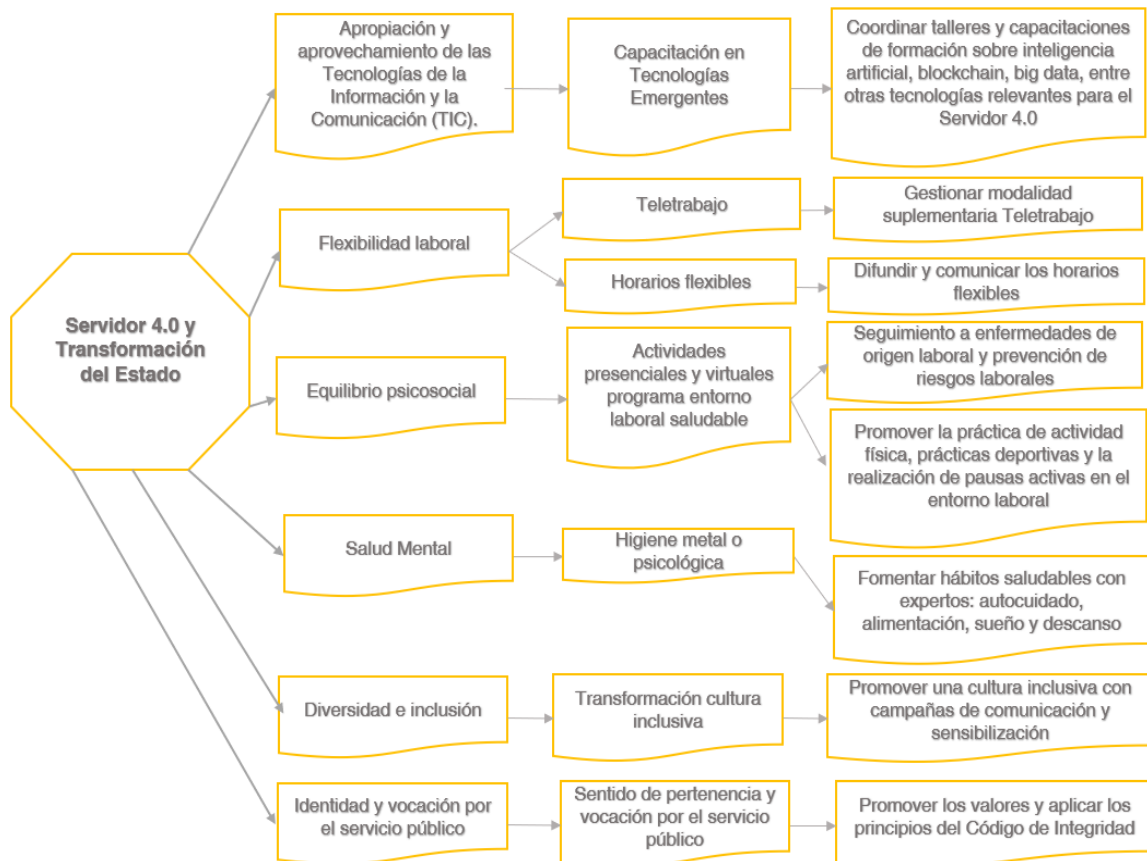 Servidor 4.0 y
Transformación
del Estado
Apropiación y
aprovechamiento de las
Tecnologías de la
Información y la
Comunicación (TIC).
Capacitación en
Tecnologías
Emergentes
Coordinar talleres y capacitaciones
de formación sobre inteligencia
artificial, blockchain, big data, entre
otras tecnologías relevantes para el
Servidor 4.0
Flexibilidad laboral
Teletrabajo
Gestionar modalidad
suplementaria Teletrabajo
Horarios flexibles
Difundir y comunicar los horarios
flexibles
Equilibrio psicosocial
Actividades
presenciales y virtuales
programa entorno
laboral saludable
Seguimiento a enfermedades de
origen laboral y prevención de
riesgos laborales
Promover la práctica de actividad
física, prácticas deportivas y la
realización de pausas activas en el
entorno laboral
Salud Mental
Higiene metal o
psicológica
Fomentar hábitos saludables con
expertos: autocuidado,
alimentación, sueño y descanso
Diversidad e inclusión
Transformación cultura
inclusiva
Promover una cultura inclusiva con
campañas de comunicación y
sensibilización
Identidad y vocación por
el servicio público
Sentido de pertenencia y
vocación por el servicio
público
Promover los valores y aplicar los
principios del Código de Integridad